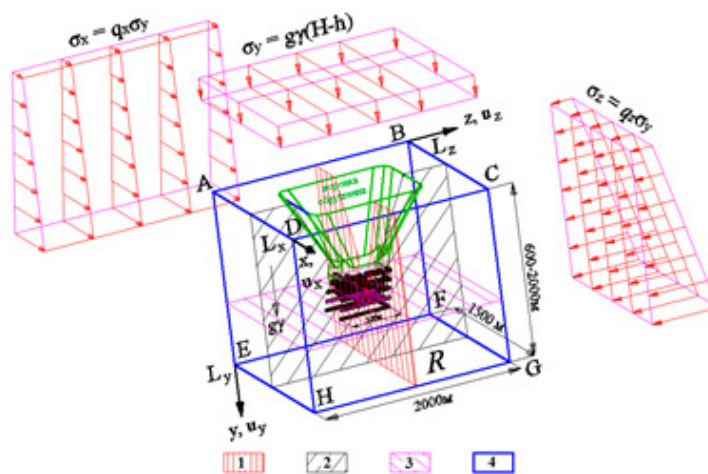 σx = qxσy
σy = gγ(H-h)
σz = qzσy
z, uz
B
Lz
A
C
D
Lx
x,
ux
600-2000м
gγ
F
1500 м
E
Ly
R
J
G
H
2000м
y, uy
1
2
3
4